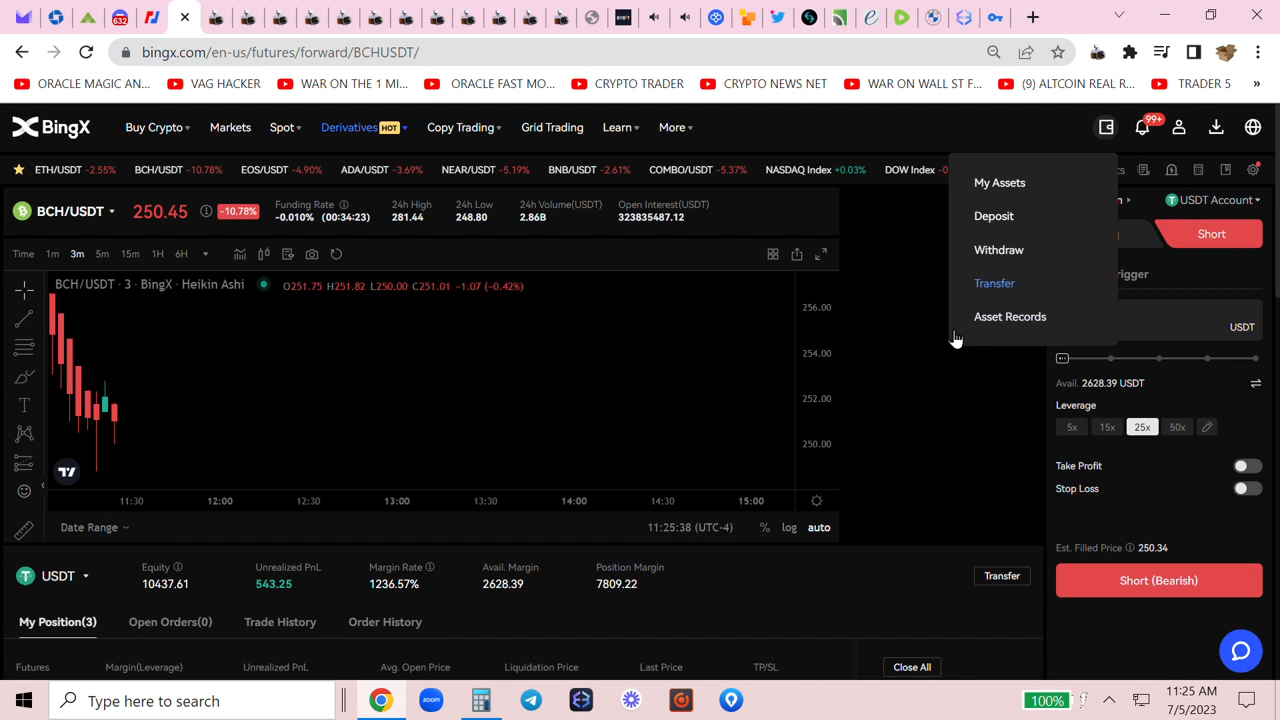 632
BYBIT
bingx.com/en-us/futures/forward/BCHUSDT/
ORACLE MAGIC AN...
VAG HACKER
WAR ON THE 1 MI...
ORACLE FAST MO...
CRYPTO TRADER
CRYPTO NEWS NET
WAR ON WALL ST F...
(9) ALTCOIN REAL R...
TRADER 5
»
BingX
Buy Crypto
Markets
Spot
Derivatives HOT
Copy Trading
Grid Trading
Learn
More
99+
ETH/USDT -2.55%
BCH/USDT -10.78%
EOS/USDT -4.90%
ADA/USDT -3.69%
NEAR/USDT -5.19%
BNB/USDT -2.61%
COMBO/USDT -5.37%
NASDAQ Index +0.03%
DOW Index -0
cs
My Assets
Deposit
Withdraw
Transfer
Asset Records
BCH/USDT
250.45
-10.78%
Funding Rate
-0.010% (00:34:23)
24h High
281.44
24h Low
248.80
24h Volume(USDT)
2.86B
Open Interest(USDT)
323835487.12
n
USDT Account
Short
Time 1m 3m 5m 15m 1H 6H
rigger
BCH/USDT · 3 · BingX · Heikin Ashi
O251.75 H251.82 L250.00 C251.01 -1.07 (-0.42%)
256.00
254.00
252.00
250.00
USDT
Avail. 2628.39 USDT
Leverage
5x 15x 25x 50x
Take Profit
Stop Loss
11:30 12:00 12:30 13:00 13:30 14:00 14:30 15:00
Date Range
11:25:38 (UTC-4)
% log auto
Est. Filled Price 250.34
Short (Bearish)
USDT
Equity
10437.61
Unrealized PnL
543.25
Margin Rate
1236.57%
Avail. Margin
2628.39
Position Margin
7809.22
Transfer
My Position(3)
Open Orders(0)
Trade History
Order History
Futures
Margin(Leverage)
Unrealized PnL
Avg. Open Price
Liquidation Price
Last Price
TP/SL
Close All
Type here to search
zoom
100%
11:25 AM
7/5/2023